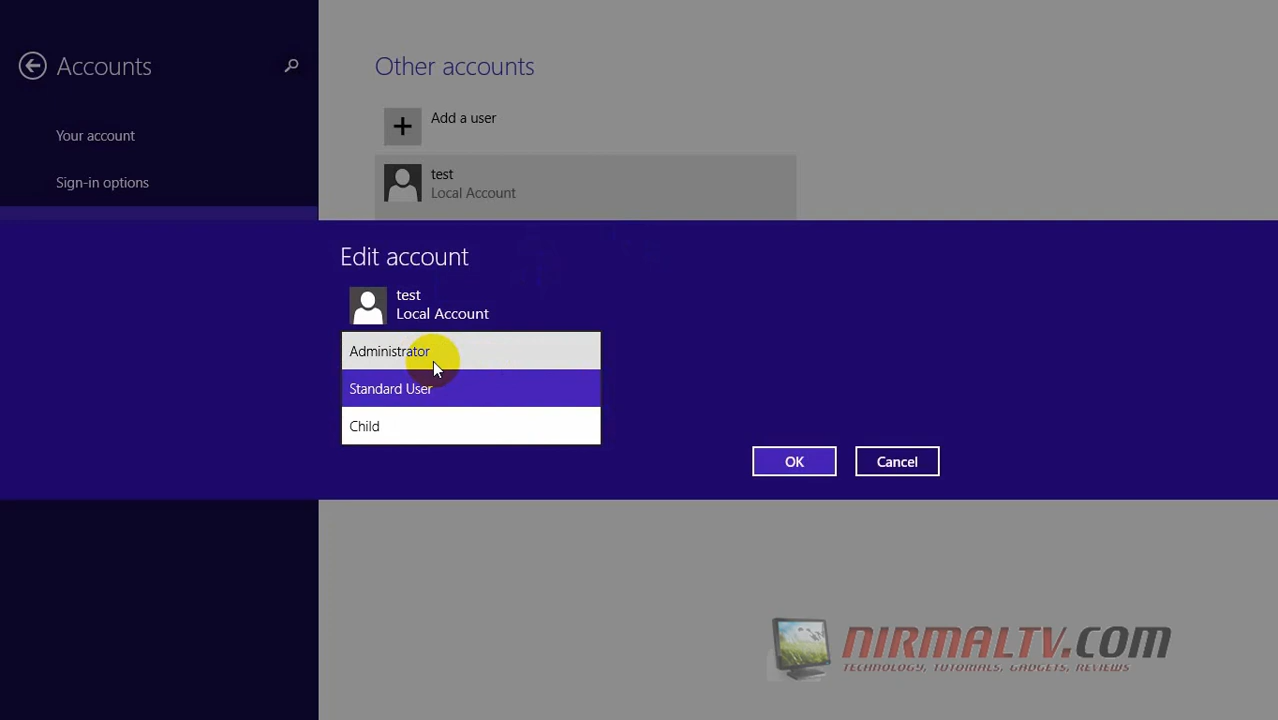 Accounts
Your account
Sign-in options
Other accounts
Add a user
test
Local Account
Edit account
test
Local Account
Administrator
Standard User
Child
OK
Cancel
NIRMALTV.COM
TECHNOLOGY, TUTORIALS, GADGETS, REVIEWS